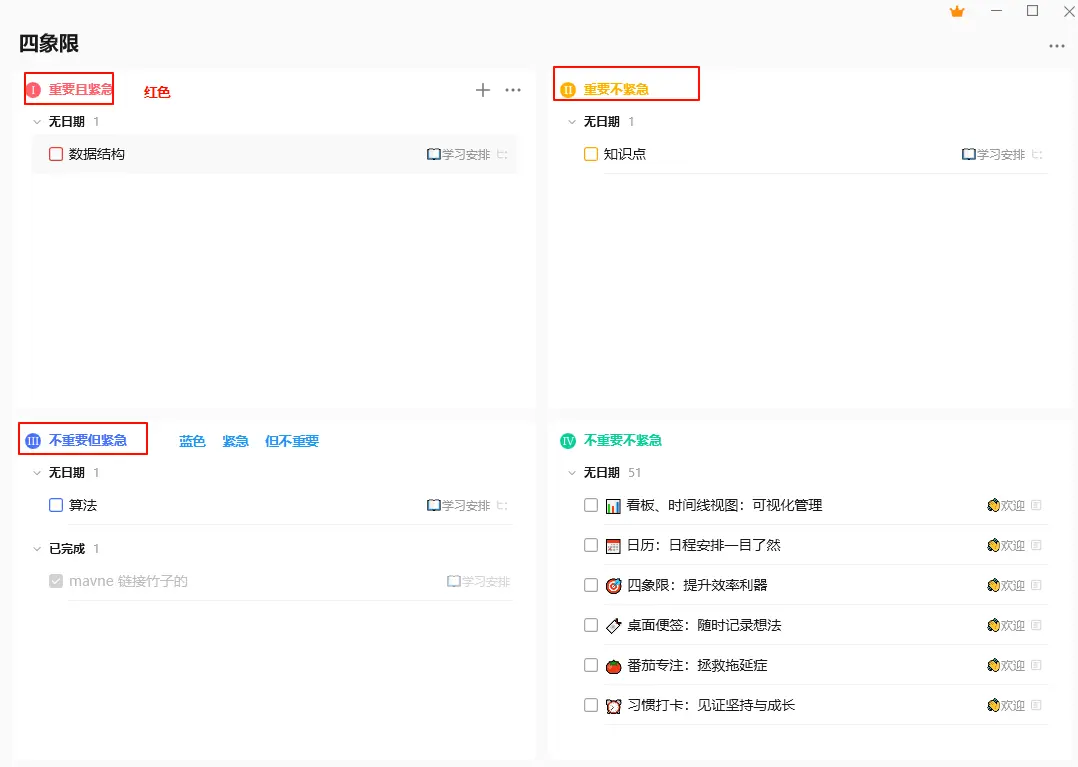 四象限
I 重要且紧急 红色
无日期 1
数据结构 学习安排
II 重要不紧急
无日期 1
知识点 学习安排
III 不重要但紧急 蓝色 紧急 但不重要
无日期 1
算法 学习安排
已完成 1
mavne 链接竹子的 学习安排
IV 不重要不紧急
无日期 51
看板、时间线视图：可视化管理 欢迎
日历：日程安排一目了然 欢迎
四象限：提升效率利器 欢迎
桌面便签：随时记录想法 欢迎
番茄专注：拯救拖延症 欢迎
习惯打卡：见证坚持与成长 欢迎